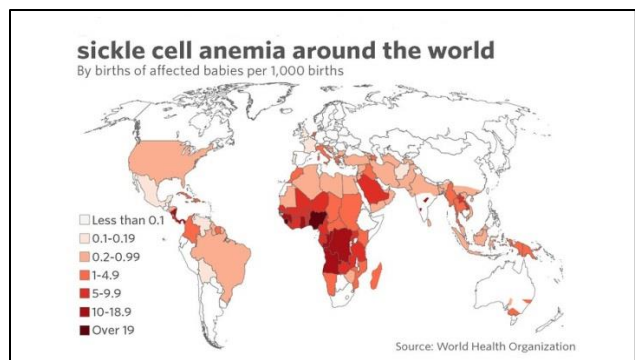 sickle cell anemia around the world
By births of affected babies per 1,000 births
Less than 0.1
0.1-0.19
0.2-0.99
1-4.9
5-9.9
10-18.9
Over 19
Source: World Health Organization